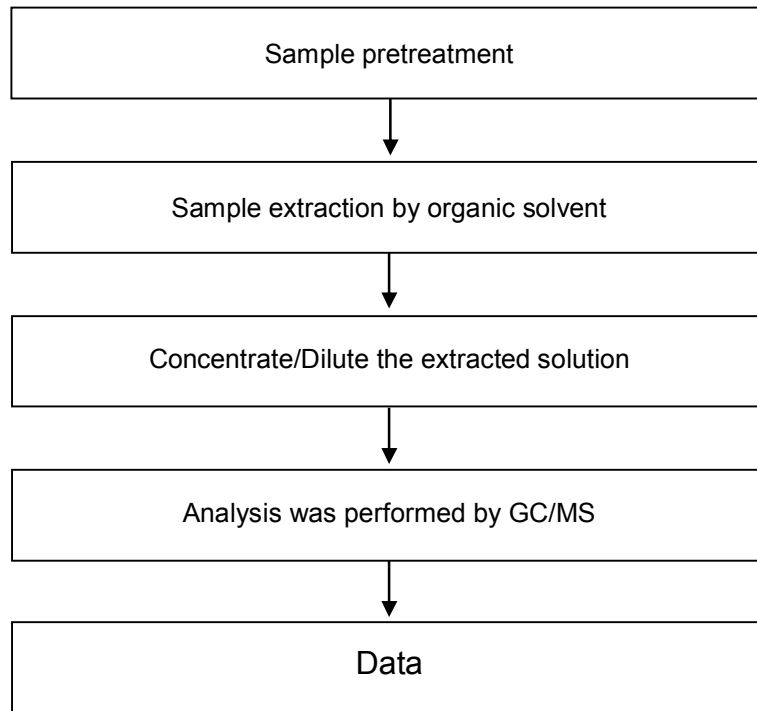 Sample pretreatment
Sample extraction by organic solvent
Concentrate/Dilute the extracted solution
Analysis was performed by GC/MS
Data